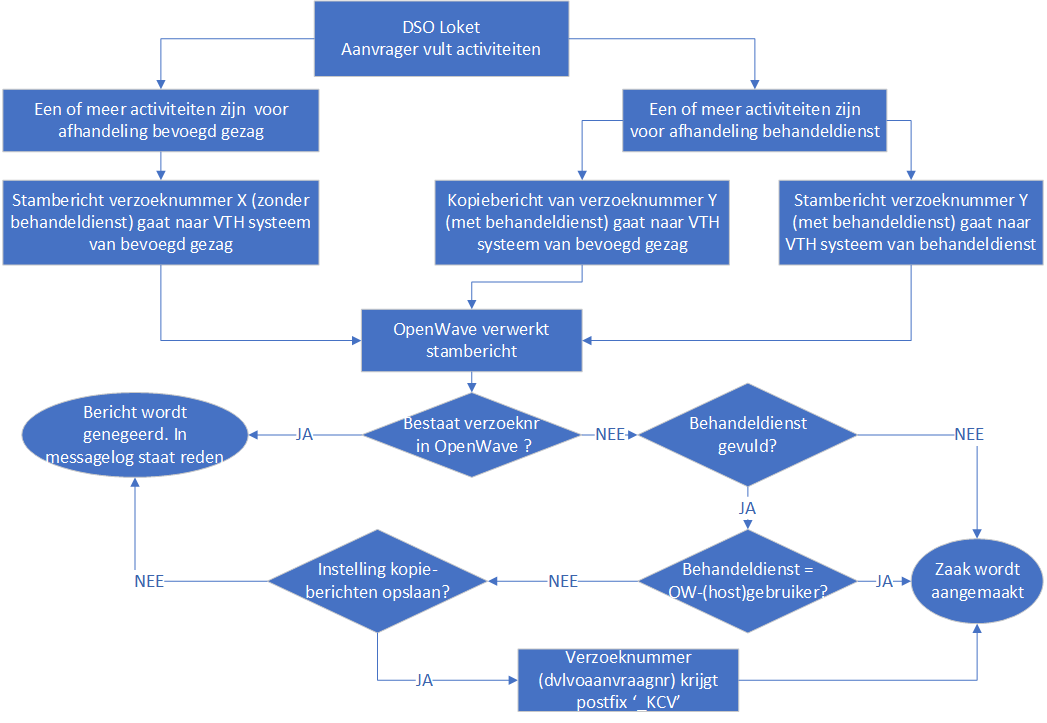 DSO Loket
Aanvrager vult activiteiten
Een of meer activiteiten zijn voor
afhandeling bevoegd gezag
Een of meer activiteiten zijn
voor afhandeling behandeldienst
Stambericht verzoeknummer X (zonder
behandeldienst) gaat naar VTH systeem
van bevoegd gezag
Kopiebericht van verzoeknummer Y
(met behandeldienst) gaat naar VTH
systeem van bevoegd gezag
Stambericht verzoeknummer Y
(met behandeldienst) gaat naar
VTH systeem van behandeldienst
OpenWave verwerkt
stambericht
Bericht wordt
genegeerd. In
messagelog staat reden
JA
Bestaat verzoeknr
in OpenWave ?
NEE
Behandeldienst
gevuld?
NEE
JA
NEE
Instelling kopie-
berichten opslaan?
NEE
Behandeldienst =
OW-(host)gebruiker?
JA
Zaak wordt
aangemaakt
JA
Verzoeknummer
(dvlvoaanvraagnr) krijgt
postfix ‘_KCV’